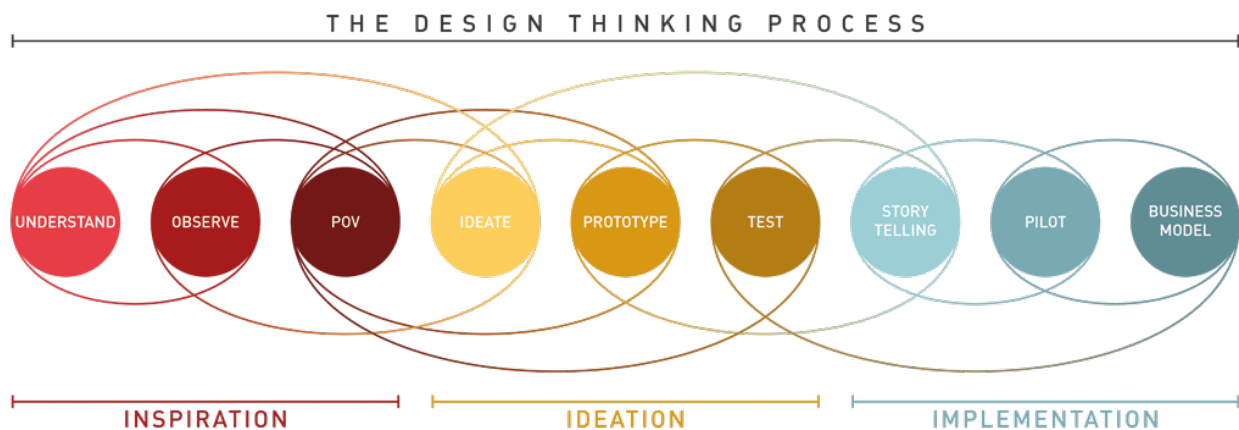 THE DESIGN THINKING PROCESS
UNDERSTAND
OBSERVE
POV
IDEATE
PROTOTYPE
TEST
STORY
TELLING
PILOT
BUSINESS
MODEL
INSPIRATION
IDEATION
IMPLEMENTATION